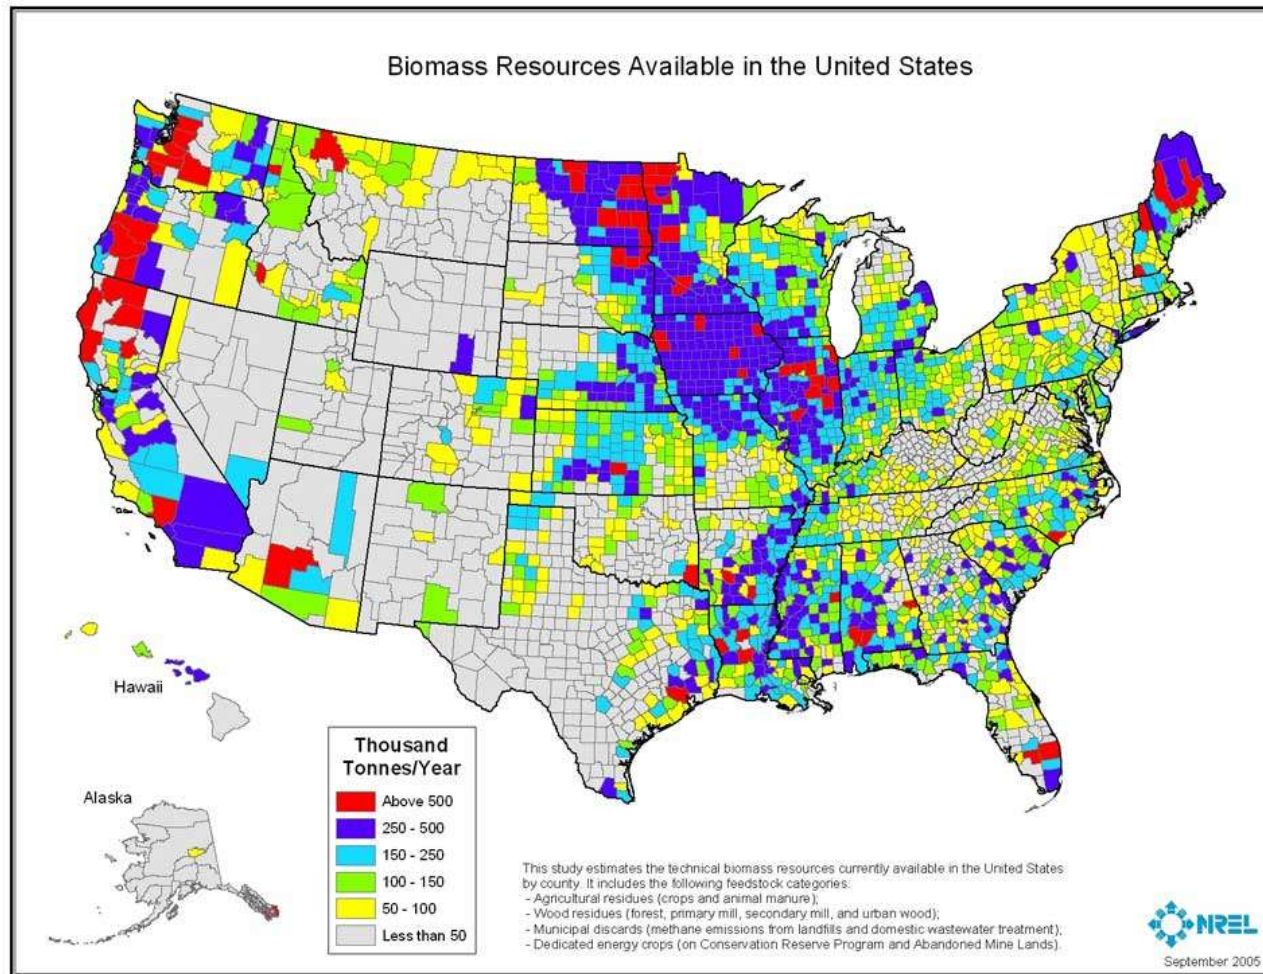 Biomass Resources Available in the United States
Hawaii
Alaska
Thousand
Tonnes/Year
Above 500
250 - 500
150 - 250
100 - 150
50 - 100
Less than 50
This study estimates the technical biomass resources currently available in the United States
by county. It includes the following feedstock categories:
- Agricultural residues (crops and animal manure);
- Wood residues (forest, primary mill, secondary mill, and urban wood);
- Municipal discards (methane emissions from landfills and domestic wastewater treatment);
- Dedicated energy crops (on Conservation Reserve Program and Abandoned Mine Lands).
NREL
September 2005